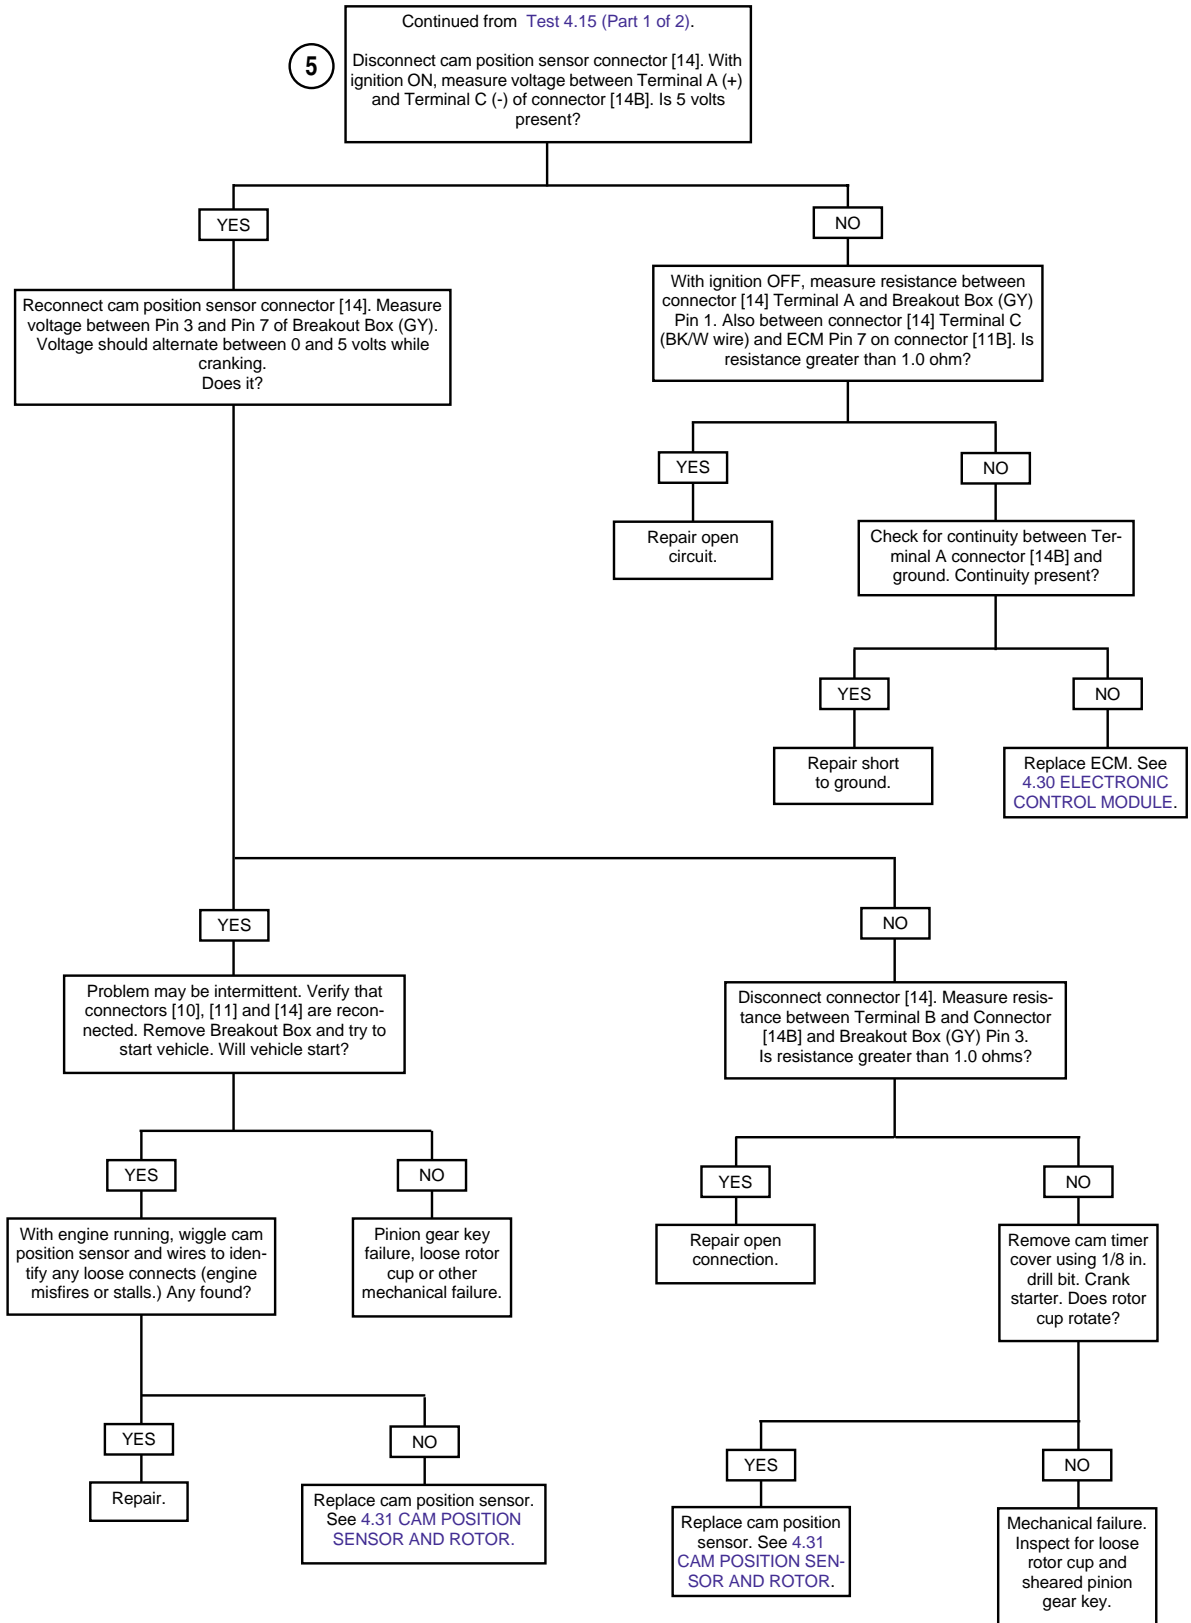 Continued from Test 4.15 (Part 1 of 2).
5
Disconnect cam position sensor connector [14]. With
ignition ON, measure voltage between Terminal A (+)
and Terminal C (-) of connector [14B]. Is 5 volts
present?
YES
NO
Reconnect cam position sensor connector [14]. Measure
voltage between Pin 3 and Pin 7 of Breakout Box (GY).
Voltage should alternate between 0 and 5 volts while
cranking.
Does it?
With ignition OFF, measure resistance between
connector [14] Terminal A and Breakout Box (GY)
Pin 1. Also between connector [14] Terminal C
(BK/W wire) and ECM Pin 7 on connector [11B]. Is
resistance greater than 1.0 ohm?
YES
NO
Repair open
circuit.
Check for continuity between Ter-
minal A connector [14B] and
ground. Continuity present?
YES
NO
Repair short
to ground.
Replace ECM. See
4.30 ELECTRONIC
CONTROL MODULE.
YES
NO
Problem may be intermittent. Verify that
connectors [10], [11] and [14] are recon-
nected. Remove Breakout Box and try to
start vehicle. Will vehicle start?
Disconnect connector [14]. Measure resis-
tance between Terminal B and Connector
[14B] and Breakout Box (GY) Pin 3.
Is resistance greater than 1.0 ohms?
YES
NO
YES
NO
With engine running, wiggle cam
position sensor and wires to iden-
tify any loose connects (engine
misfires or stalls.) Any found?
Pinion gear key
failure, loose rotor
cup or other
mechanical failure.
Repair open
connection.
Remove cam timer
cover using 1/8 in.
drill bit. Crank
starter. Does rotor
cup rotate?
YES
NO
YES
NO
Repair.
Replace cam position sensor.
See 4.31 CAM POSITION
SENSOR AND ROTOR.
Replace cam position
sensor. See 4.31
CAM POSITION SEN-
SOR AND ROTOR.
Mechanical failure.
Inspect for loose
rotor cup and
sheared pinion
gear key.